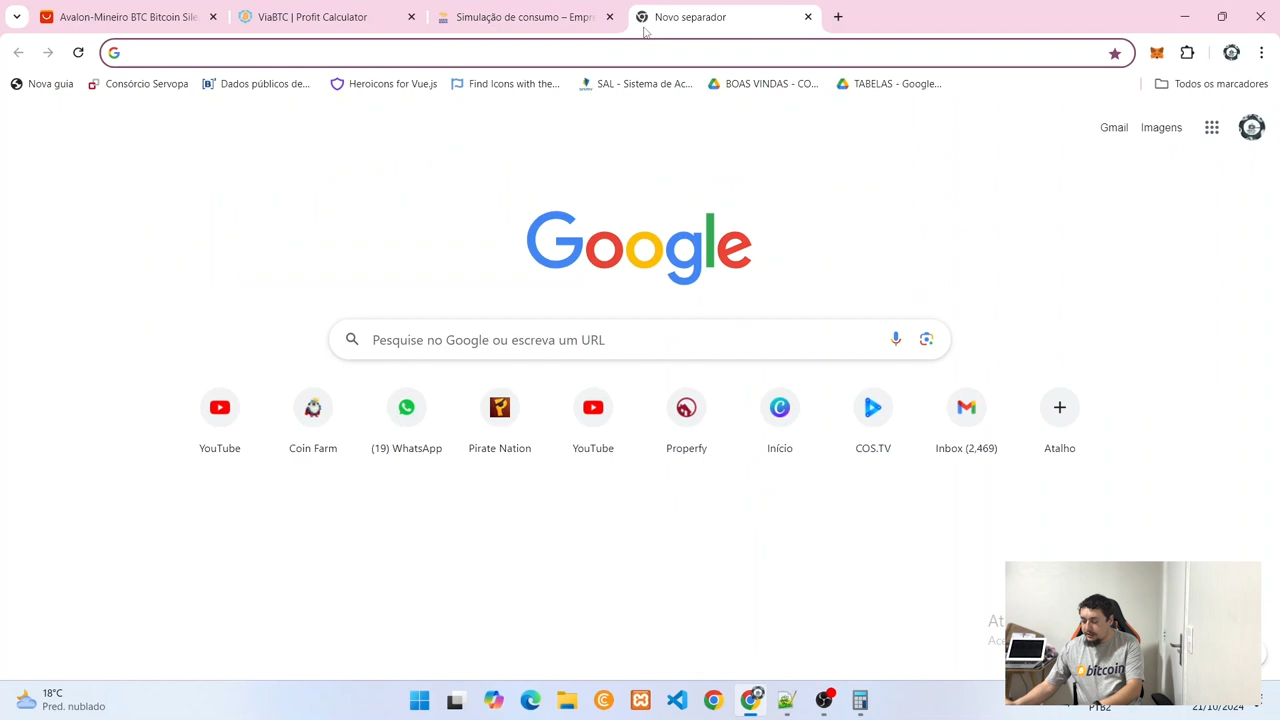 Avalon-Mineiro BTC Bitcoin Sile
ViaBTC | Profit Calculator
Simulação de consumo – Empre
Novo separador
Nova guia
Consórcio Servopa
Dados públicos de...
Heroicons for Vue.js
Find Icons with the...
SAL - Sistema de Ac...
BOAS VINDAS - CO...
TABELAS - Google...
Todos os marcadores
Gmail
Imagens
Google
Pesquise no Google ou escreva um URL
YouTube
Coin Farm
(19) WhatsApp
Pirate Nation
YouTube
Properfy
Início
COS.TV
Inbox (2,469)
Atalho
bitcoin
18°C
Pred. nublado
PTB2
21/10/2024